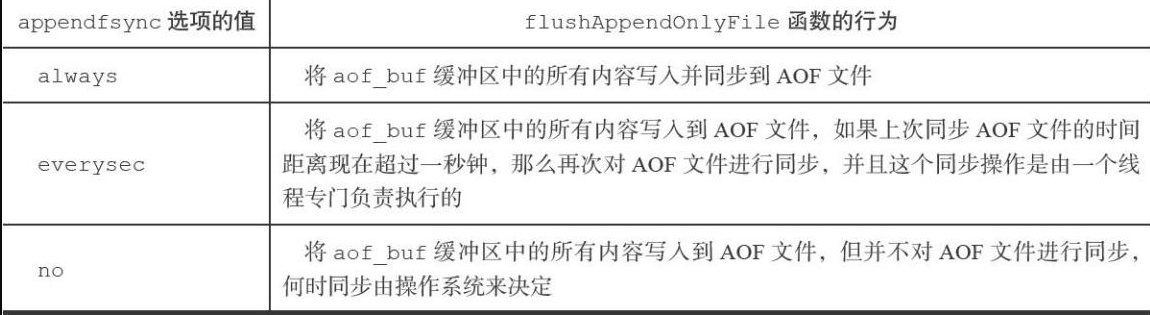 appendfsync 选项的值
flushAppendOnlyFile 函数的行为
always
将 aof_buf 缓冲区中的所有内容写入并同步到 AOF 文件
everysec
将 aof_buf 缓冲区中的所有内容写入到 AOF 文件，如果上次同步 AOF 文件的时间
距离现在超过一秒钟，那么再次对 AOF 文件进行同步，并且这个同步操作是由一个线
程专门负责执行的
no
将 aof_buf 缓冲区中的所有内容写入到 AOF 文件，但并不对 AOF 文件进行同步，
何时同步由操作系统来决定